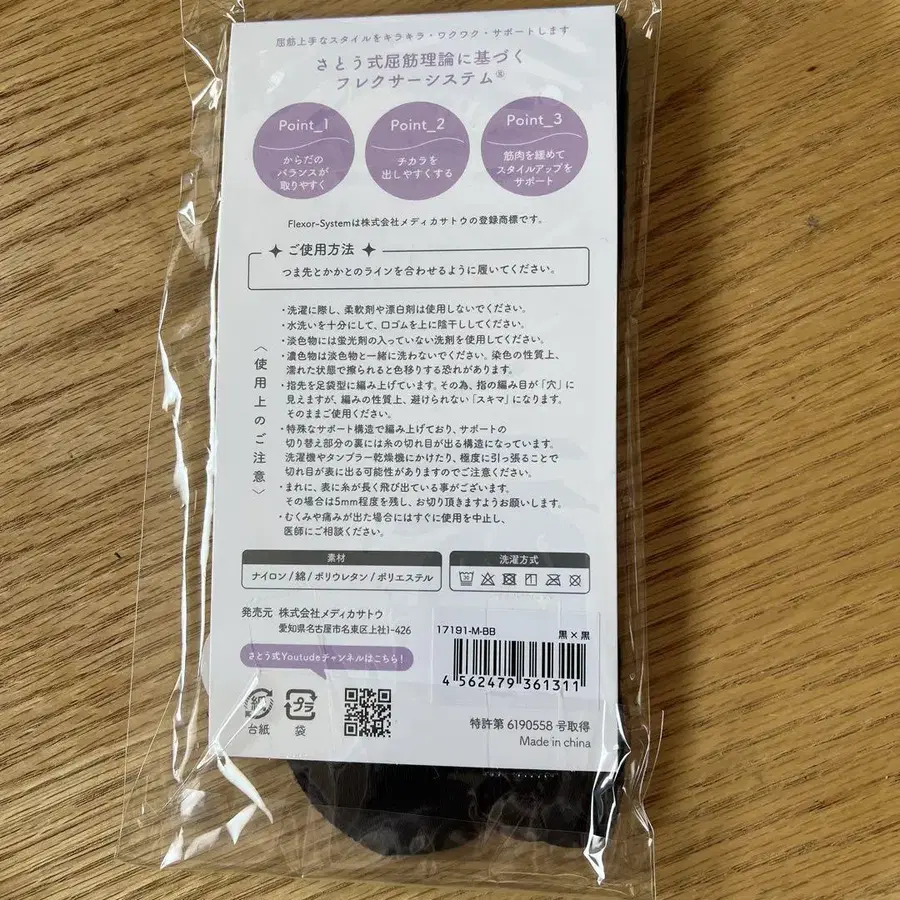 屈筋上手なスタイルをキラキラ・ワクワク・サポートします
さとう式屈筋理論に基づく
フレクサーシステム®
Point_1
からだの
バランスが
取りやすく
Point_2
チカラを
出しやすくする
Point_3
筋肉を緩めて
スタイルアップを
サポート
Flexor-Systemは株式会社メディカサトウの登録商標です。
ご使用方法
つま先とかかとのラインを合わせるように履いてください。
〈使用上のご注意〉
・洗濯に際し、柔軟剤や漂白剤は使用しないでください。
・水洗いを十分にして、口ゴムを上に陰干ししてください。
・淡色物には蛍光剤の入っていない洗剤を使用してください。
・濃色物は淡色物と一緒に洗わないでください。染色の性質上、
濡れた状態で擦られると色移りする恐れがあります。
・指先を足袋型に編み上げています。その為、指の編み目が「穴」に
見えますが、編みの性質上、避けられない「スキマ」になります。
そのままご使用ください。
・特殊なサポート構造で編み上げており、サポートの
切り替え部分の裏には糸の切れ目が出る構造になっています。
洗濯機やタンブラー乾燥機にかけたり、極度に引っ張ることで
切れ目が表に出る可能性がありますのでご注意ください。
・まれに、表に糸が長く飛び出ている事がございます。
その場合は5mm程度を残し、お切り頂きますようお願いします。
・むくみや痛みが出た場合にはすぐに使用を中止し、
医師にご相談ください。
素材
ナイロン/綿/ポリウレタン/ポリエステル
洗濯方式
発売元 株式会社メディカサトウ
愛知県名古屋市名東区上社1-426
さとう式Youtudeチャンネルはこちら!
17191-M-BB 黒×黒
4 562479 361311
紙
台紙
プラ
袋
特許第 6190558 号取得
Made in china